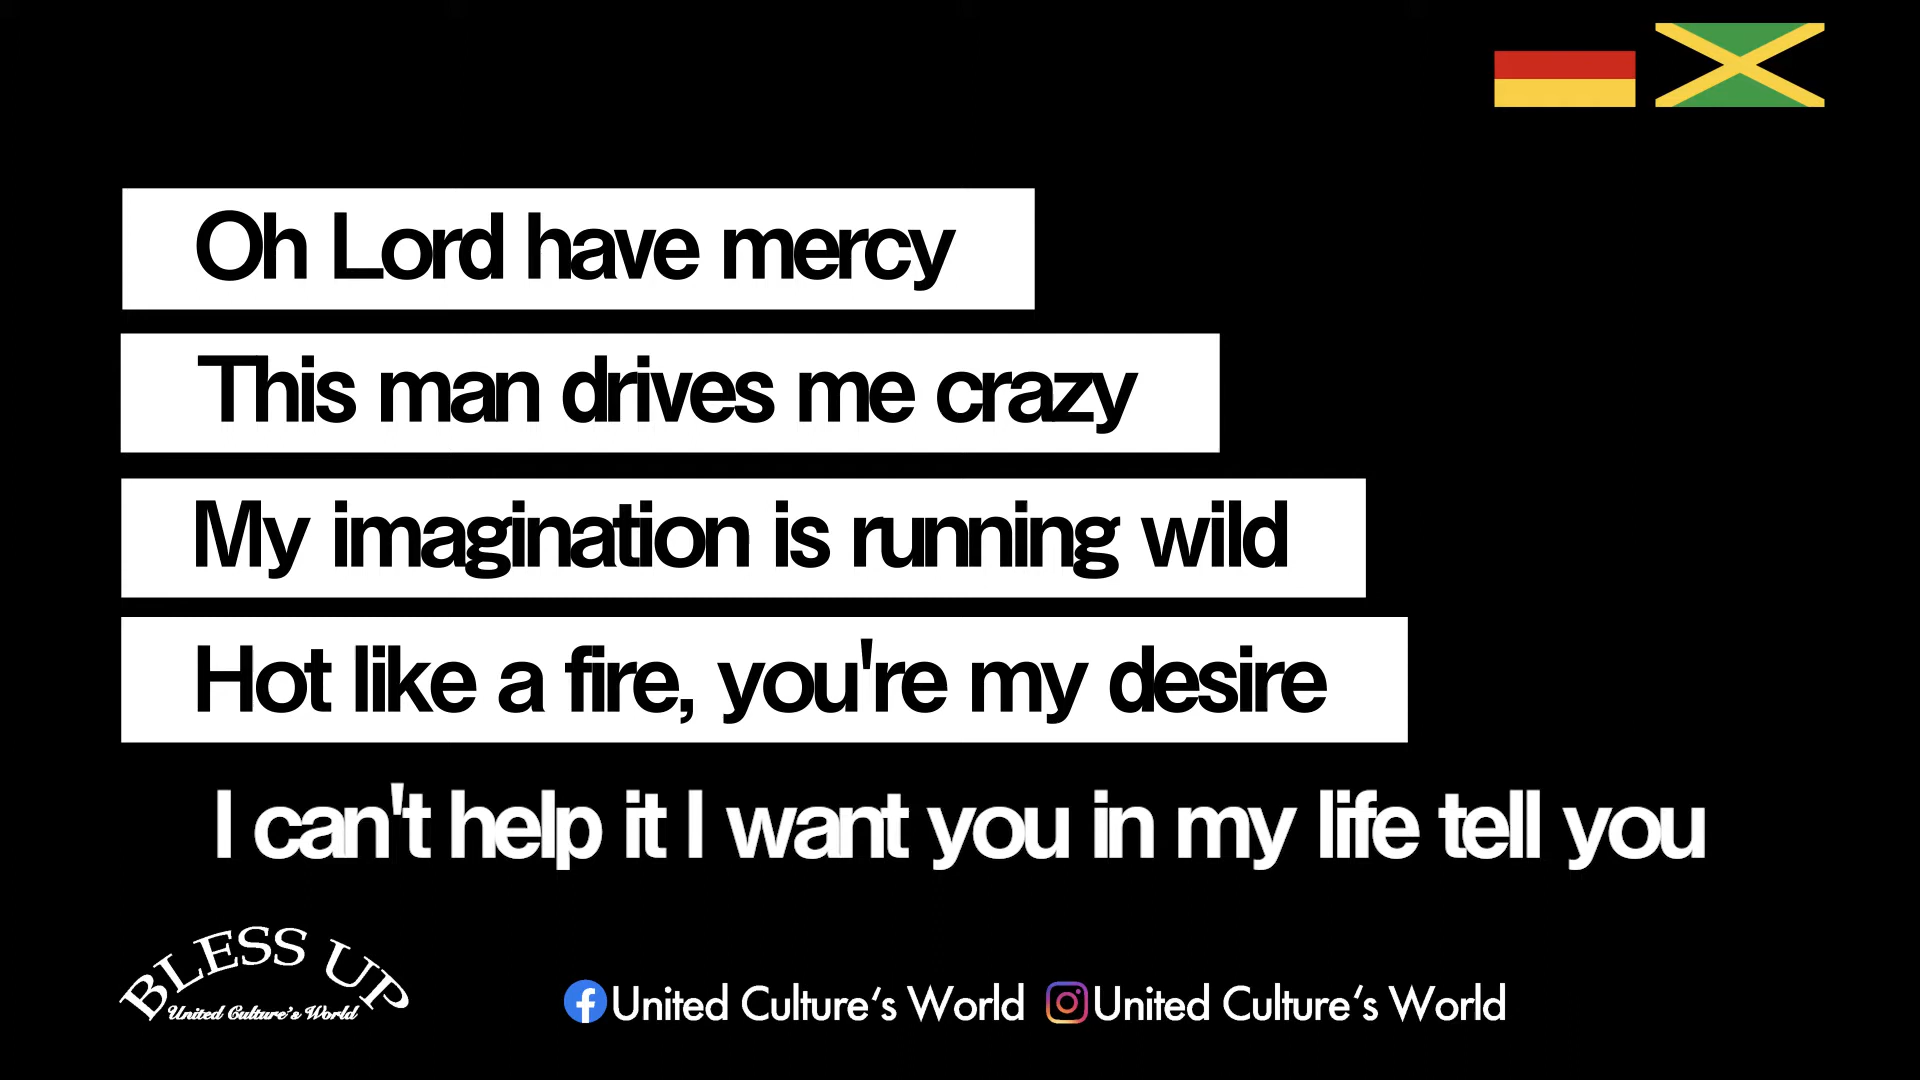 Oh Lord have mercy
This man drives me crazy
My imagination is running wild
Hot like a fire, you're my desire
I can't help it I want you in my life tell you
BLESS UP
United Culture's World
United Culture's World United Culture's World